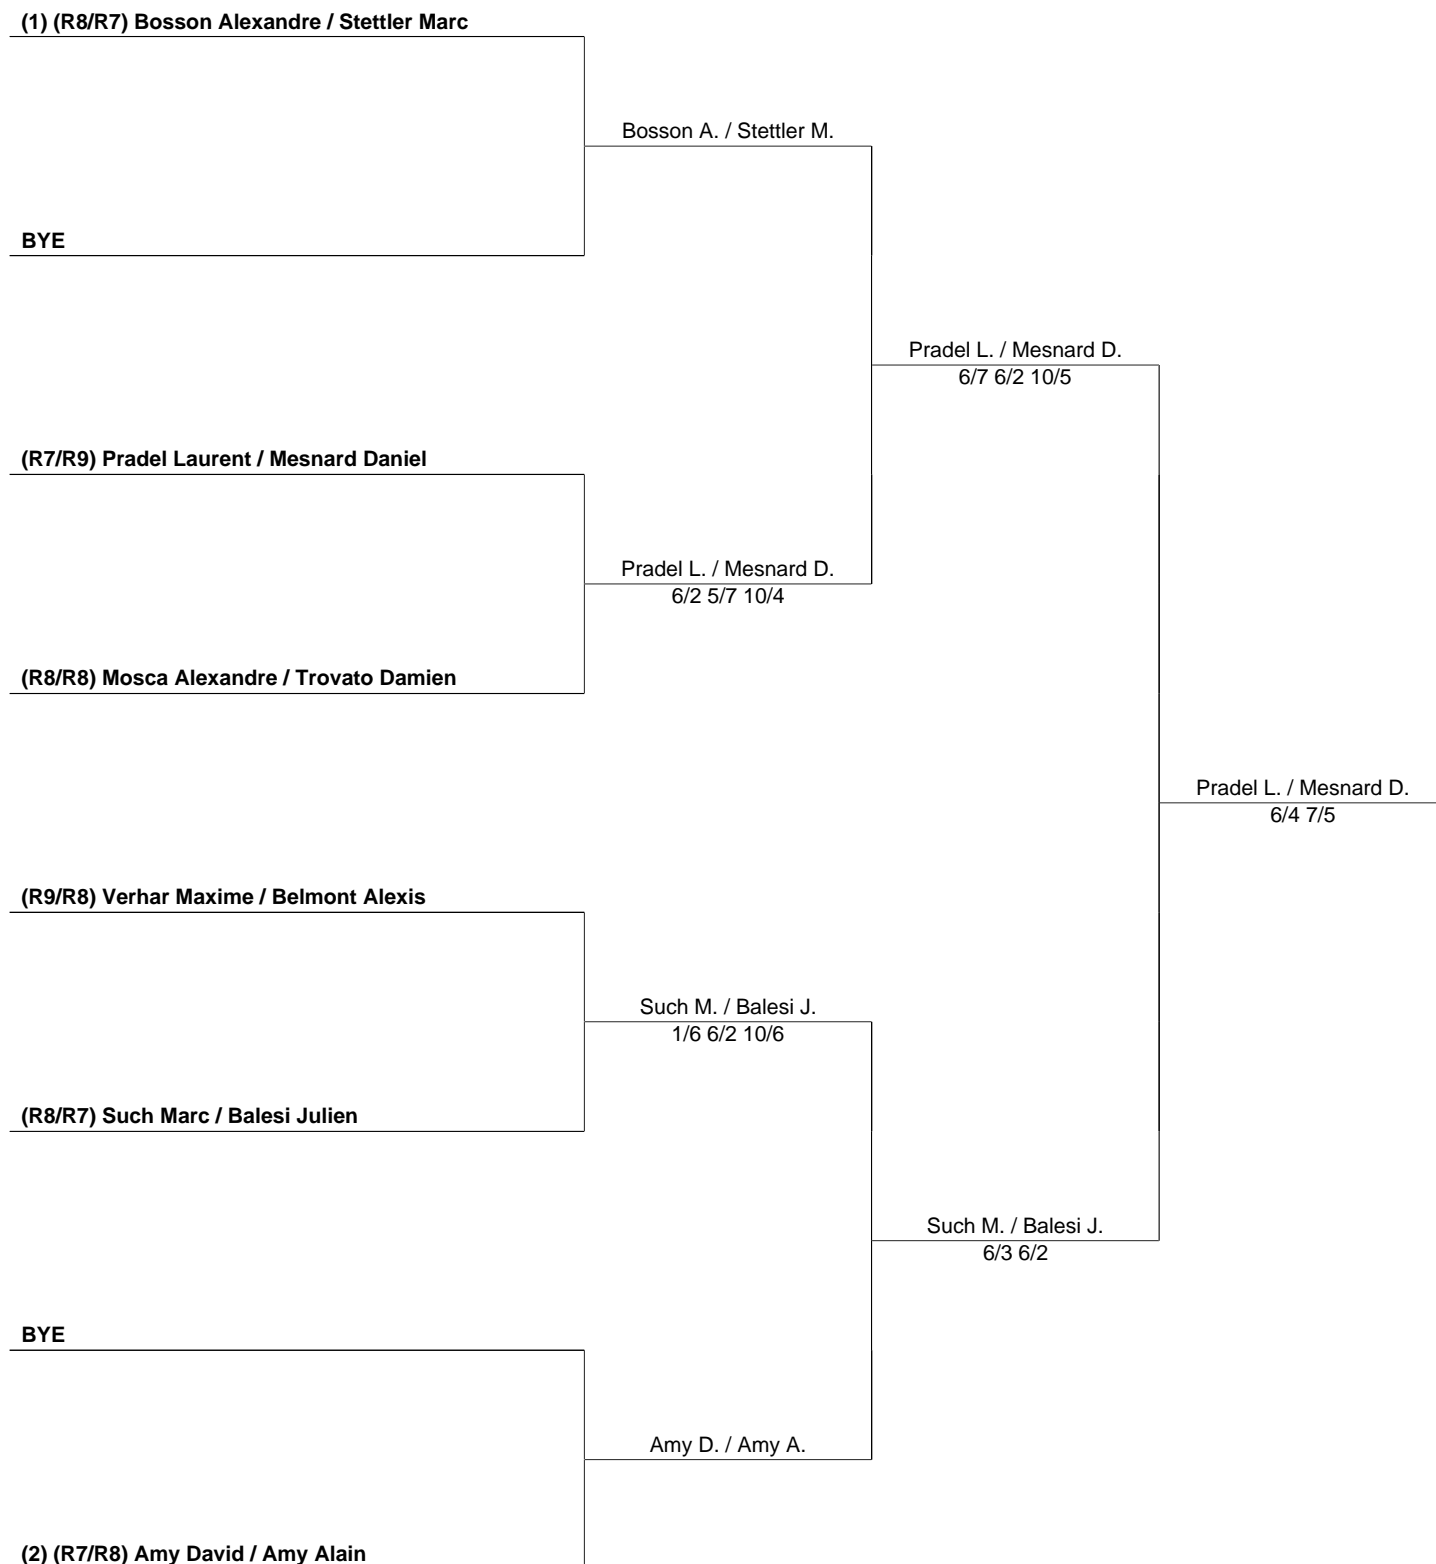 (1) (R8/R7) Bosson Alexandre / Stettler Marc
Bosson A. / Stettler M.
BYE
Pradel L. / Mesnard D.
6/7 6/2 10/5
(R7/R9) Pradel Laurent / Mesnard Daniel
Pradel L. / Mesnard D.
6/2 5/7 10/4
(R8/R8) Mosca Alexandre / Trovato Damien
Pradel L. / Mesnard D.
6/4 7/5
(R9/R8) Verhar Maxime / Belmont Alexis
Such M. / Balesi J.
1/6 6/2 10/6
(R8/R7) Such Marc / Balesi Julien
Such M. / Balesi J.
6/3 6/2
BYE
Amy D. / Amy A.
(2) (R7/R8) Amy David / Amy Alain